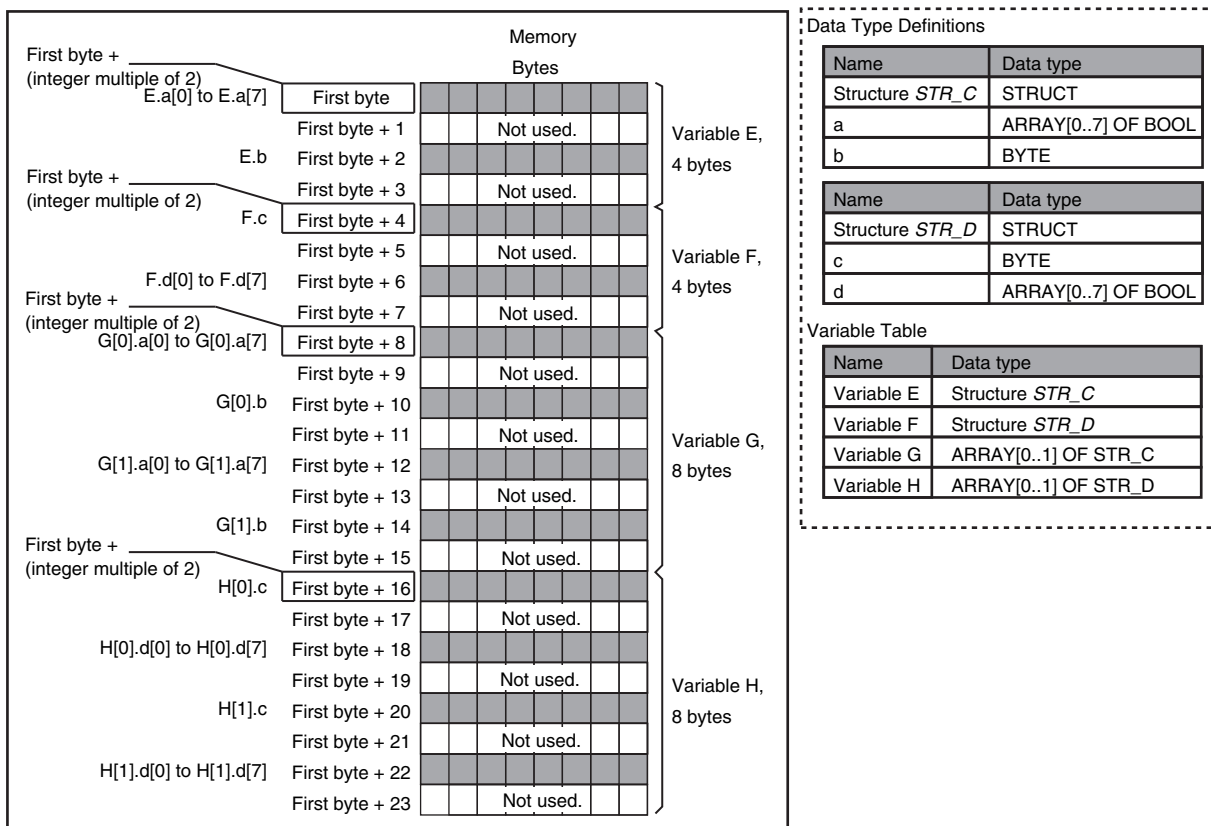 Memory
Bytes
First byte +
(integer multiple of 2)
E.a[0] to E.a[7] First byte
First byte + 1 Not used.
E.b First byte + 2
First byte +
(integer multiple of 2)
First byte + 3 Not used.
F.c First byte + 4
First byte + 5 Not used.
F.d[0] to F.d[7] First byte + 6
First byte +
(integer multiple of 2)
First byte + 7 Not used.
G[0].a[0] to G[0].a[7] First byte + 8
First byte + 9 Not used.
G[0].b First byte + 10
First byte + 11 Not used.
G[1].a[0] to G[1].a[7] First byte + 12
First byte + 13 Not used.
G[1].b First byte + 14
First byte +
(integer multiple of 2)
First byte + 15 Not used.
H[0].c First byte + 16
First byte + 17 Not used.
H[0].d[0] to H[0].d[7] First byte + 18
First byte + 19 Not used.
H[1].c First byte + 20
First byte + 21 Not used.
H[1].d[0] to H[1].d[7] First byte + 22
First byte + 23 Not used.
Variable E,
4 bytes
Variable F,
4 bytes
Variable G,
8 bytes
Variable H,
8 bytes
Data Type Definitions
Name Data type
Structure STR_C STRUCT
a ARRAY[0..7] OF BOOL
b BYTE
Name Data type
Structure STR_D STRUCT
c BYTE
d ARRAY[0..7] OF BOOL
Variable Table
Name Data type
Variable E Structure STR_C
Variable F Structure STR_D
Variable G ARRAY[0..1] OF STR_C
Variable H ARRAY[0..1] OF STR_D